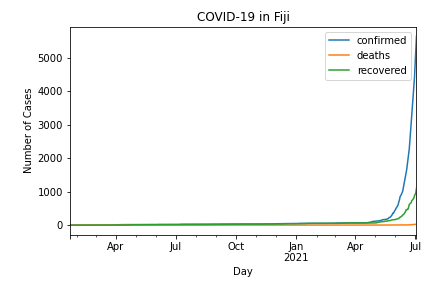 COVID-19 in Fiji
confirmed
deaths
recovered
Number of Cases
5000
4000
3000
2000
1000
0
Apr Jul Oct Jan Apr Jul
2021
Day